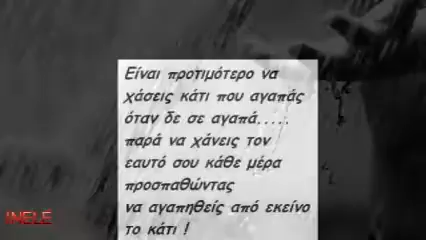 Είναι προτιμότερο να
χάσεις κάτι που αγαπάς
όταν δε σε αγαπά.....
παρά να χάνεις τον
εαυτό σου κάθε μέρα
προσπαθώντας
να αγαπηθείς από εκείνο
το κάτι !
INELE